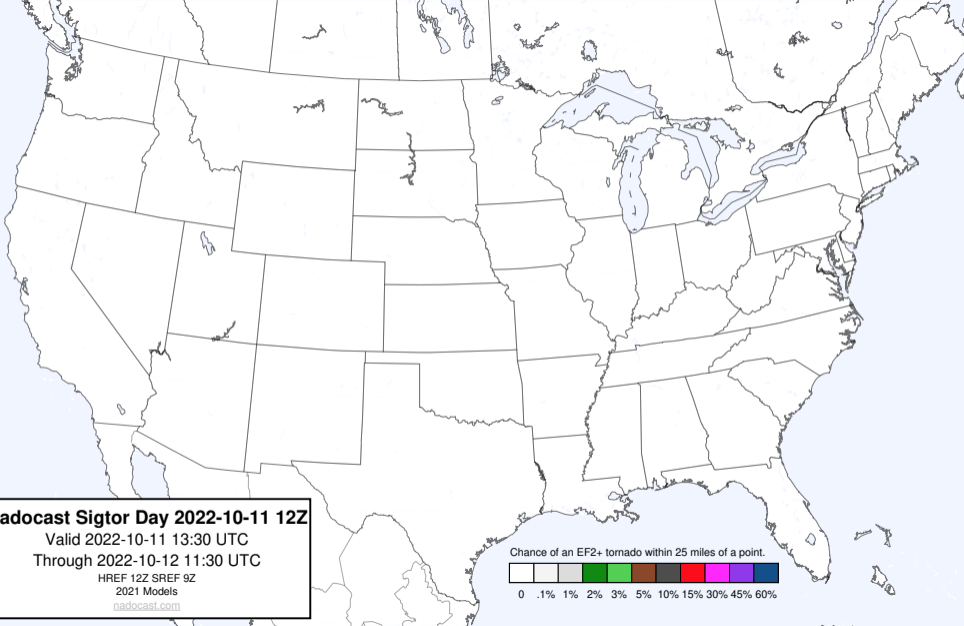 adocast Sigtor Day 2022-10-11 12Z
Valid 2022-10-11 13:30 UTC
Through 2022-10-12 11:30 UTC
HREF 12Z SREF 9Z
2021 Models
nadocast.com
Chance of an EF2+ tornado within 25 miles of a point.
0 .1% 1% 2% 3% 5% 10% 15% 30% 45% 60%